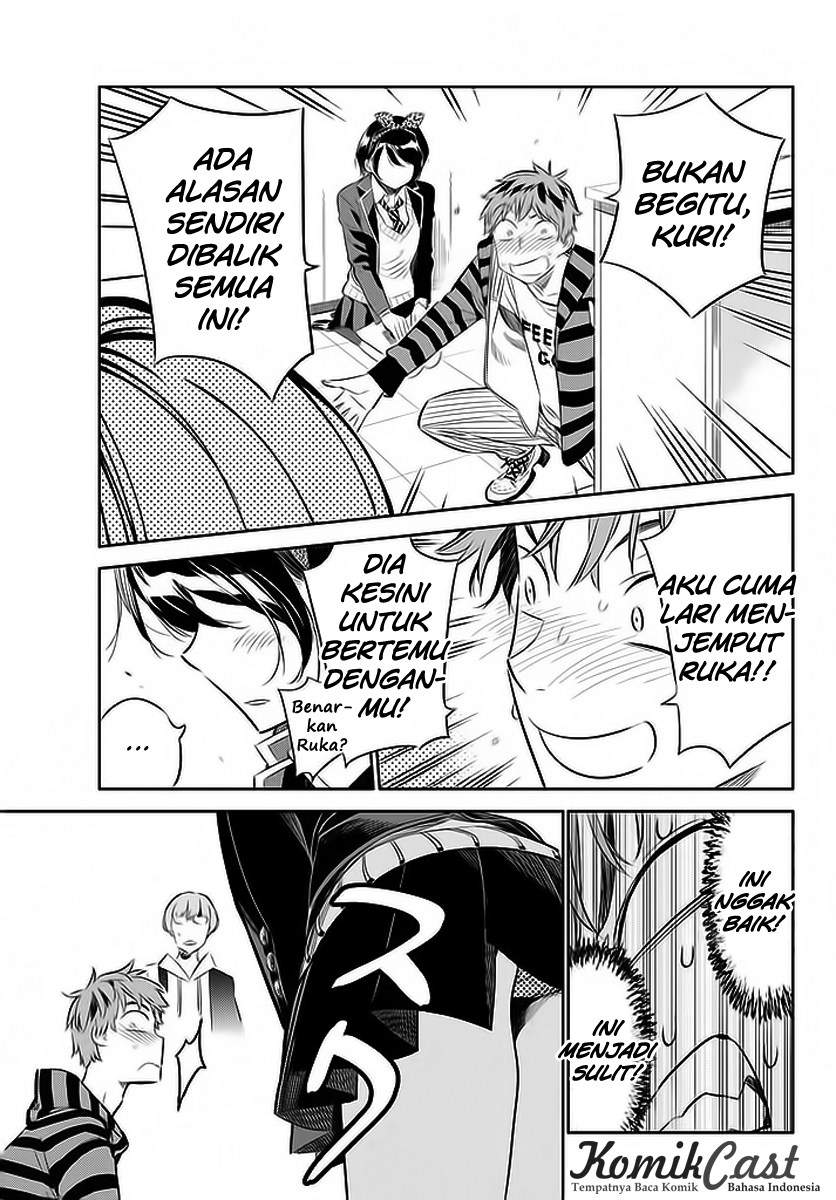 BUKAN
BEGITU,
KURI!
ADA
ALASAN
SENDIRI
DIBALIK
SEMUA
INI!
FEE
C
AKU CUMA
LARI MEN-
JEMPUT
RUKA!!
DIA
KESINI
UNTUK
BERTEMU
DENGAN-
MU!
Benar-
kan
Ruka?
...
INI
NGGAK
BAIK!
INI
MENJADI
SULIT!
スク
KomikCast
Tempatnya Baca Komik Bahasa Indonesia